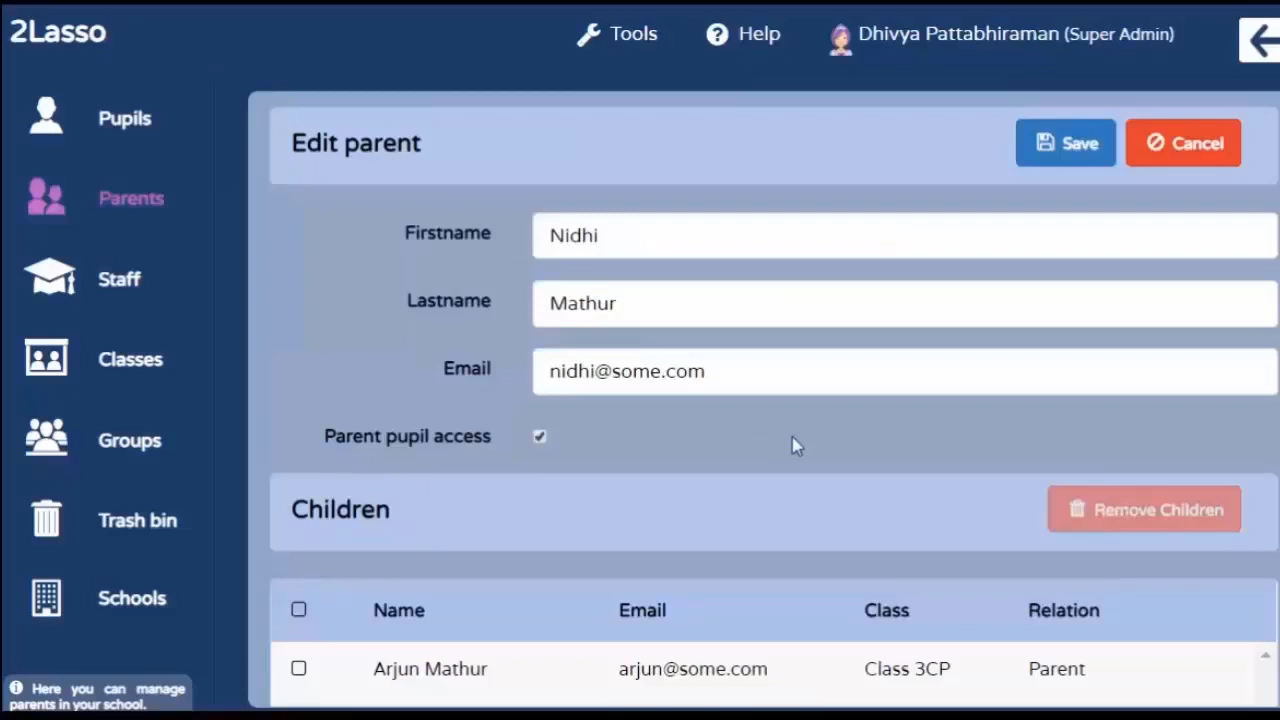 2Lasso
Tools
Help
Dhivya Pattabhiraman (Super Admin)
Pupils
Parents
Staff
Classes
Groups
Trash bin
Schools
Here you can manage
parents in your school.
Edit parent
Save
Cancel
Firstname
Nidhi
Lastname
Mathur
Email
nidhi@some.com
Parent pupil access
Children
Remove Children
Name Email Class Relation
Arjun Mathur arjun@some.com Class 3CP Parent